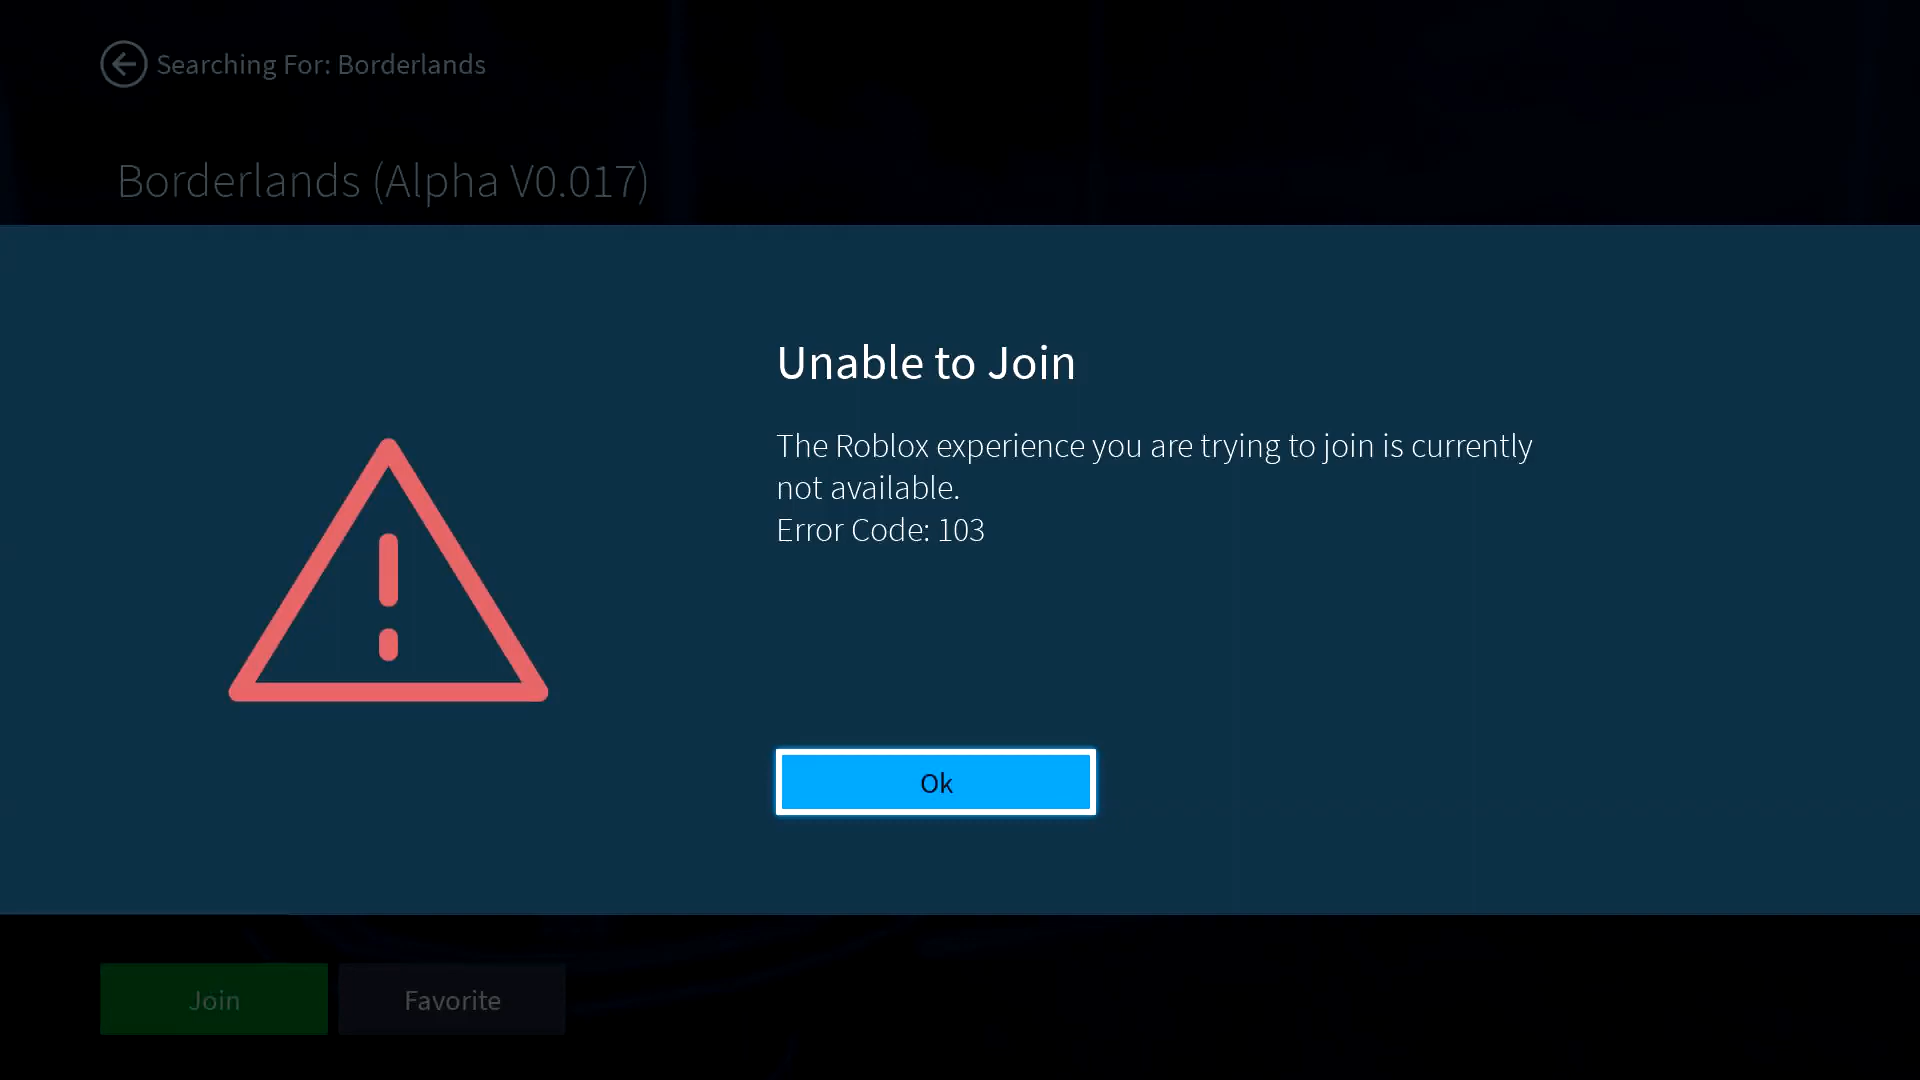 Searching For: Borderlands
Borderlands (Alpha V0.017)
Unable to Join
The Roblox experience you are trying to join is currently
not available.
Error Code: 103
Ok
Join
Favorite